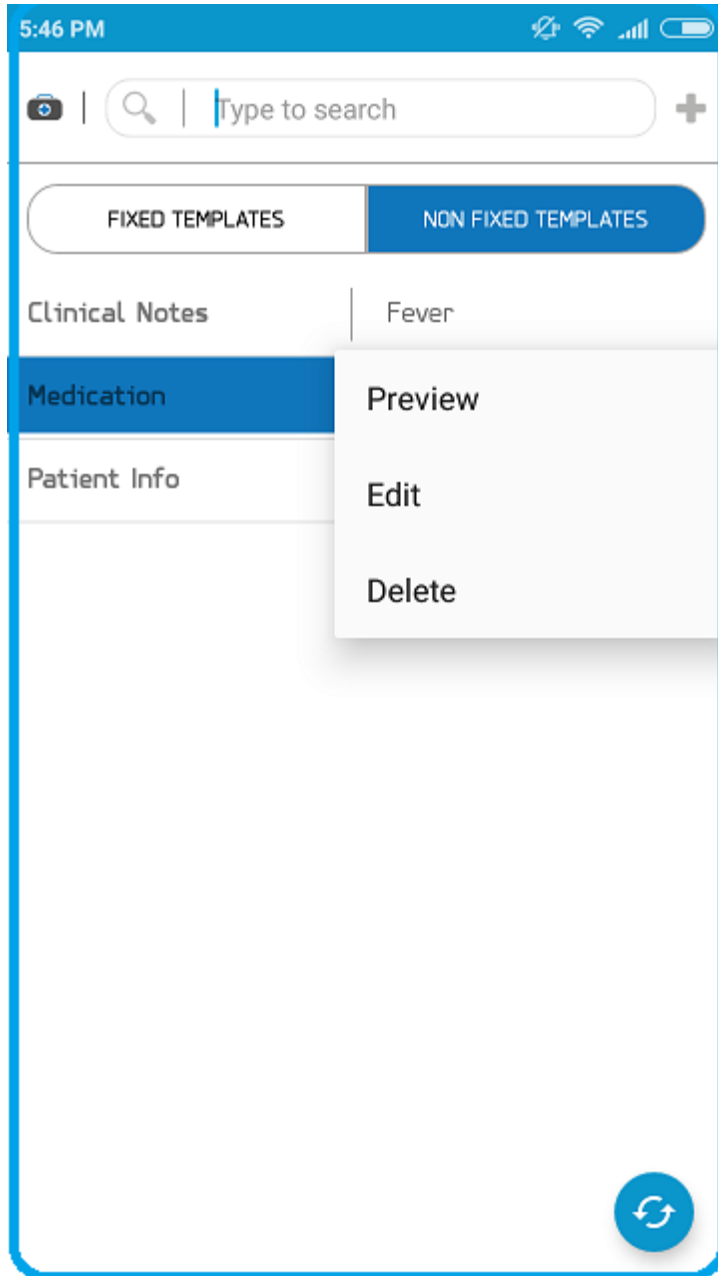 5:46 PM
Type to search
FIXED TEMPLATES NON FIXED TEMPLATES
Clinical Notes Fever
Medication Preview
Patient Info Edit
Delete